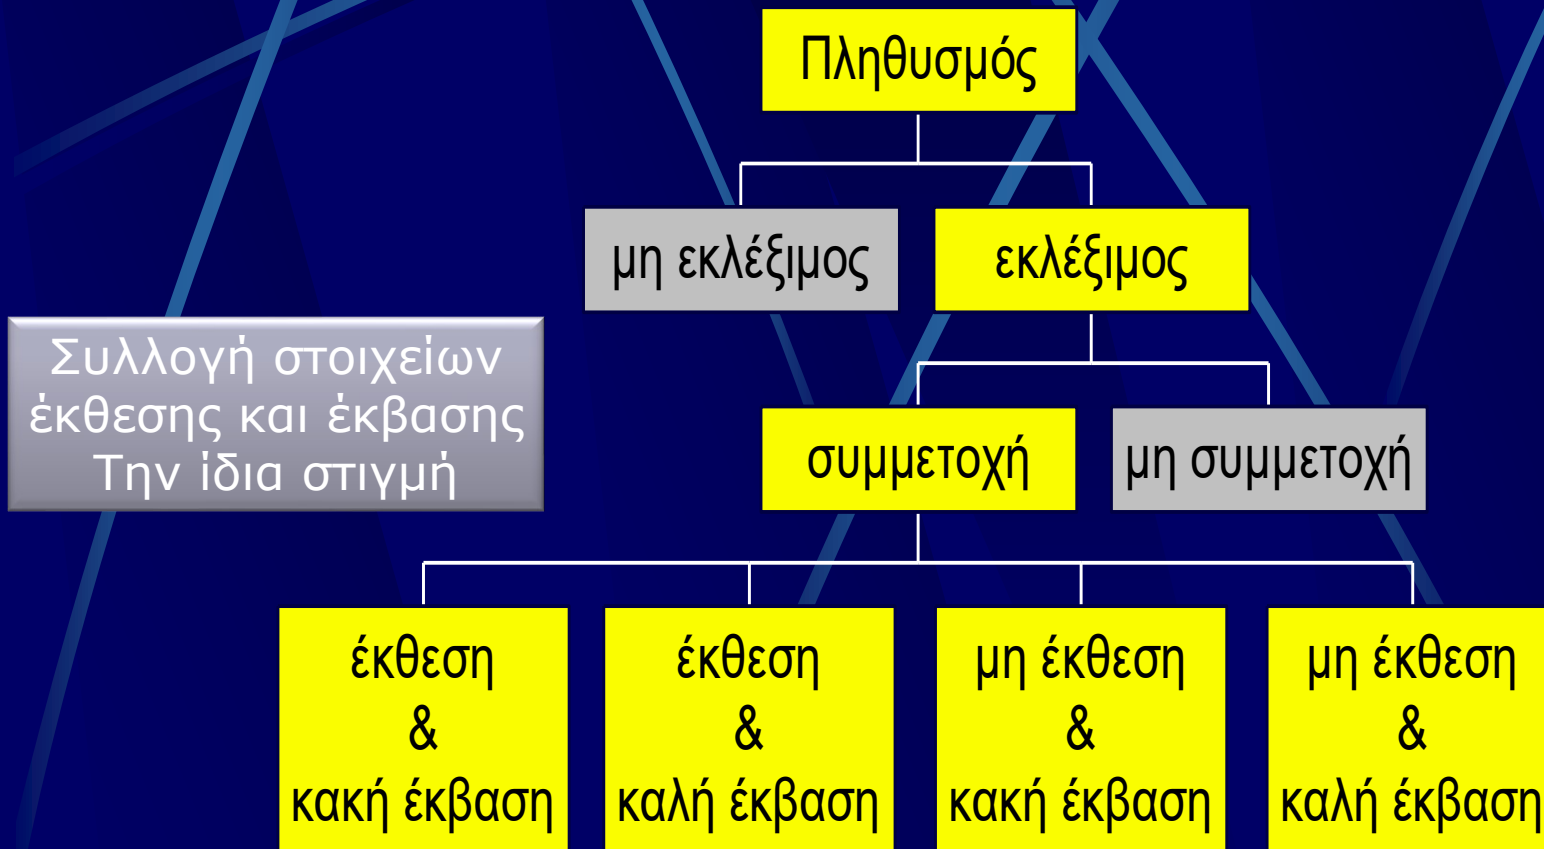 Πληθυσμός
μη εκλέξιμος
εκλέξιμος
Συλλογή στοιχείων
έκθεσης και έκβασης
Την ίδια στιγμή
συμμετοχή
μη συμμετοχή
έκθεση
&
κακή έκβαση
έκθεση
&
καλή έκβαση
μη έκθεση
&
κακή έκβαση
μη έκθεση
&
καλή έκβαση